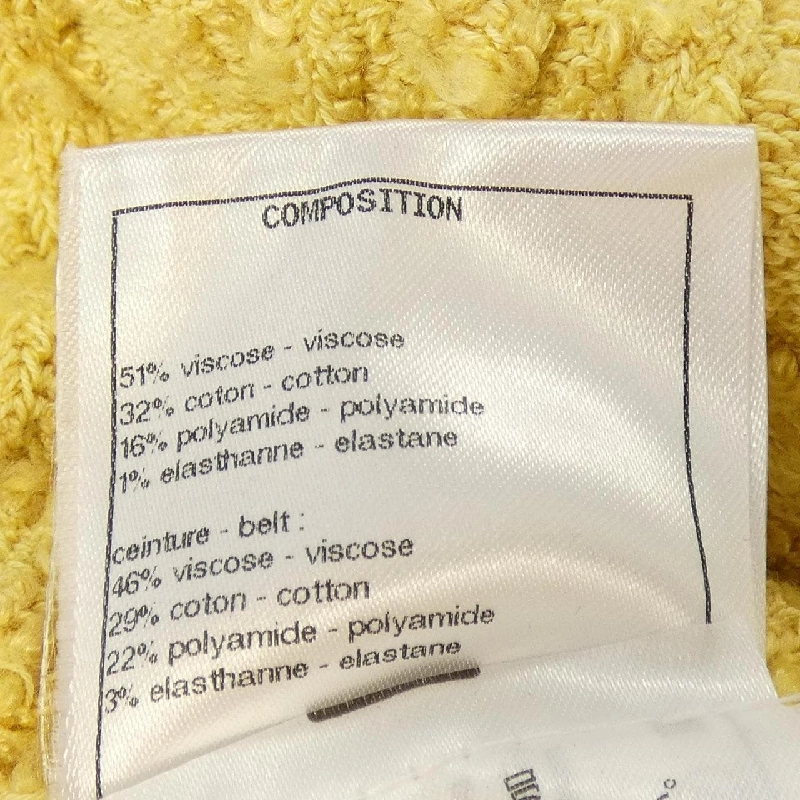 COMPOSITION
51% viscose - viscose
32% coton - cotton
16% polyamide - polyamide
1% elasthanne - elastane
ceinture - belt :
46% viscose - viscose
29% coton - cotton
22% polyamide - polyamide
3% elasthanne - elastane